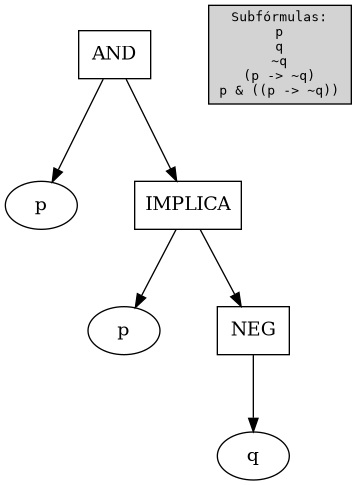 Subfórmulas:
p
q
~q
(p -> ~q)
p & ((p -> ~q))
AND
p
IMPLICA
p
NEG
q